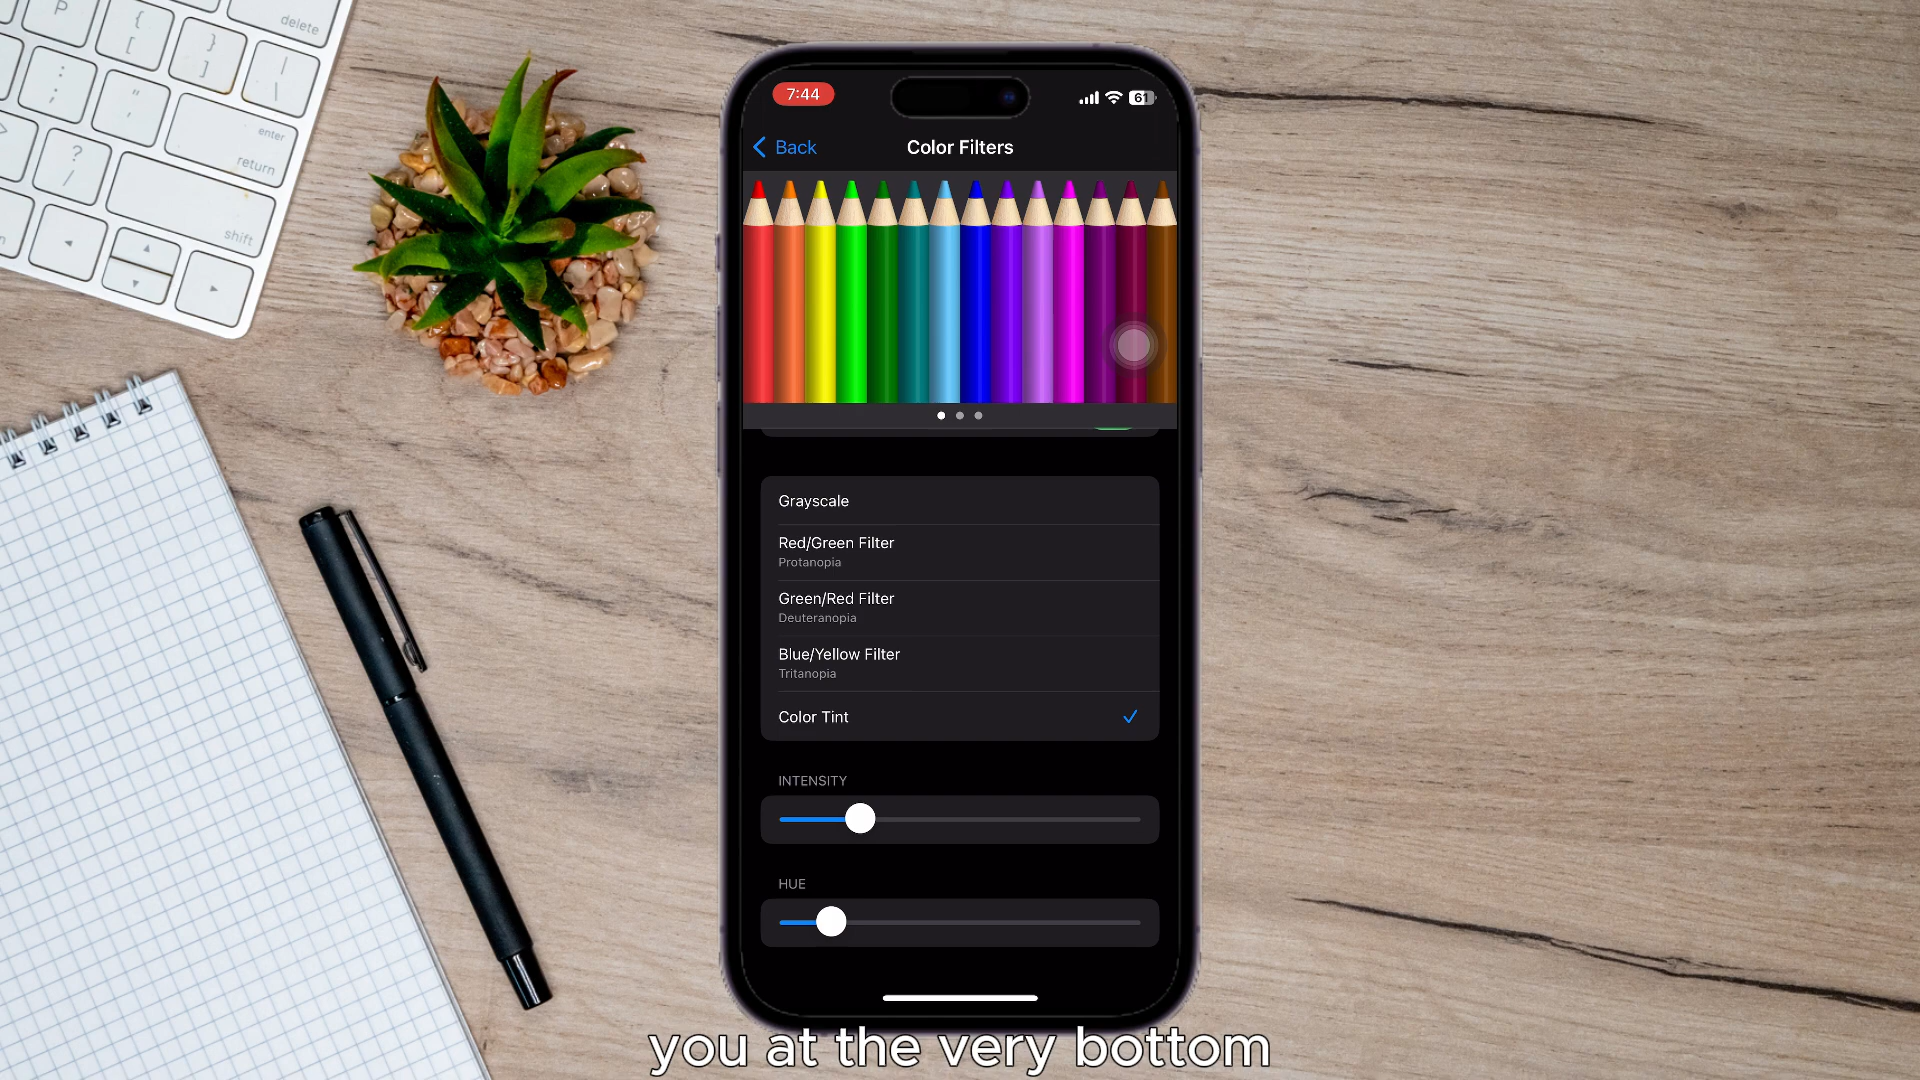 P
{
[
}
]
|
\
delete
:
;
"
'
enter
return
?
/
shift
7:44
61
Back
Color Filters
Grayscale
Red/Green Filter
Protanopia
Green/Red Filter
Deuteranopia
Blue/Yellow Filter
Tritanopia
Color Tint
INTENSITY
HUE
you at the very bottom